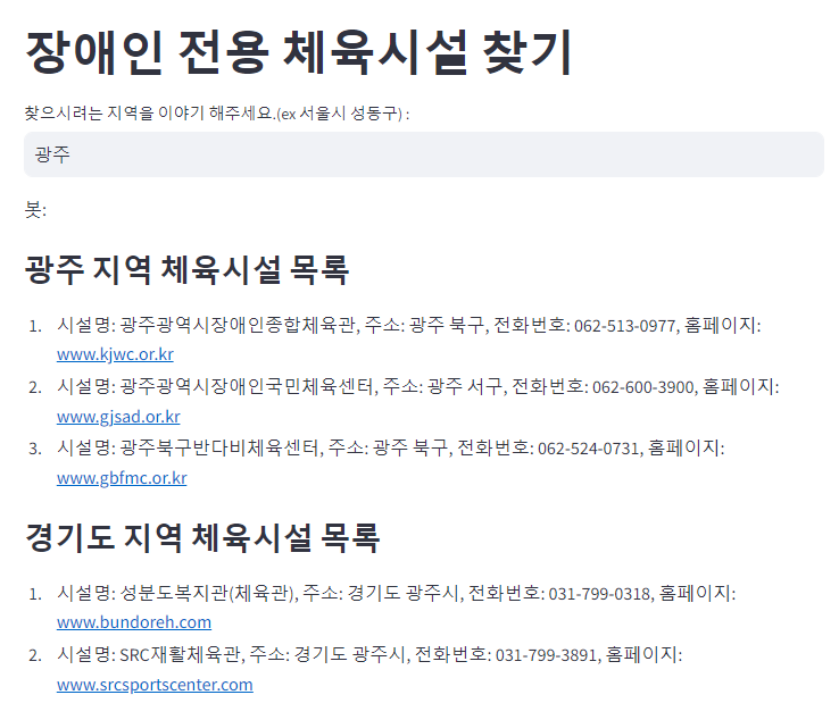 장애인 전용 체육시설 찾기
찾으시려는 지역을 이야기 해주세요.(ex 서울시 성동구) :
광주
봇:
광주 지역 체육시설 목록
1. 시설명: 광주광역시장애인종합체육관, 주소: 광주 북구, 전화번호: 062-513-0977, 홈페이지:
www.kjwc.or.kr
2. 시설명: 광주광역시장애인국민체육센터, 주소: 광주 서구, 전화번호: 062-600-3900, 홈페이지:
www.gjsad.or.kr
3. 시설명: 광주북구반다비체육센터, 주소: 광주 북구, 전화번호: 062-524-0731, 홈페이지:
www.gbfmc.or.kr
경기도 지역 체육시설 목록
1. 시설명: 성분도복지관(체육관), 주소: 경기도 광주시, 전화번호: 031-799-0318, 홈페이지:
www.bundoreh.com
2. 시설명: SRC재활체육관, 주소: 경기도 광주시, 전화번호: 031-799-3891, 홈페이지:
www.srcsportscenter.com